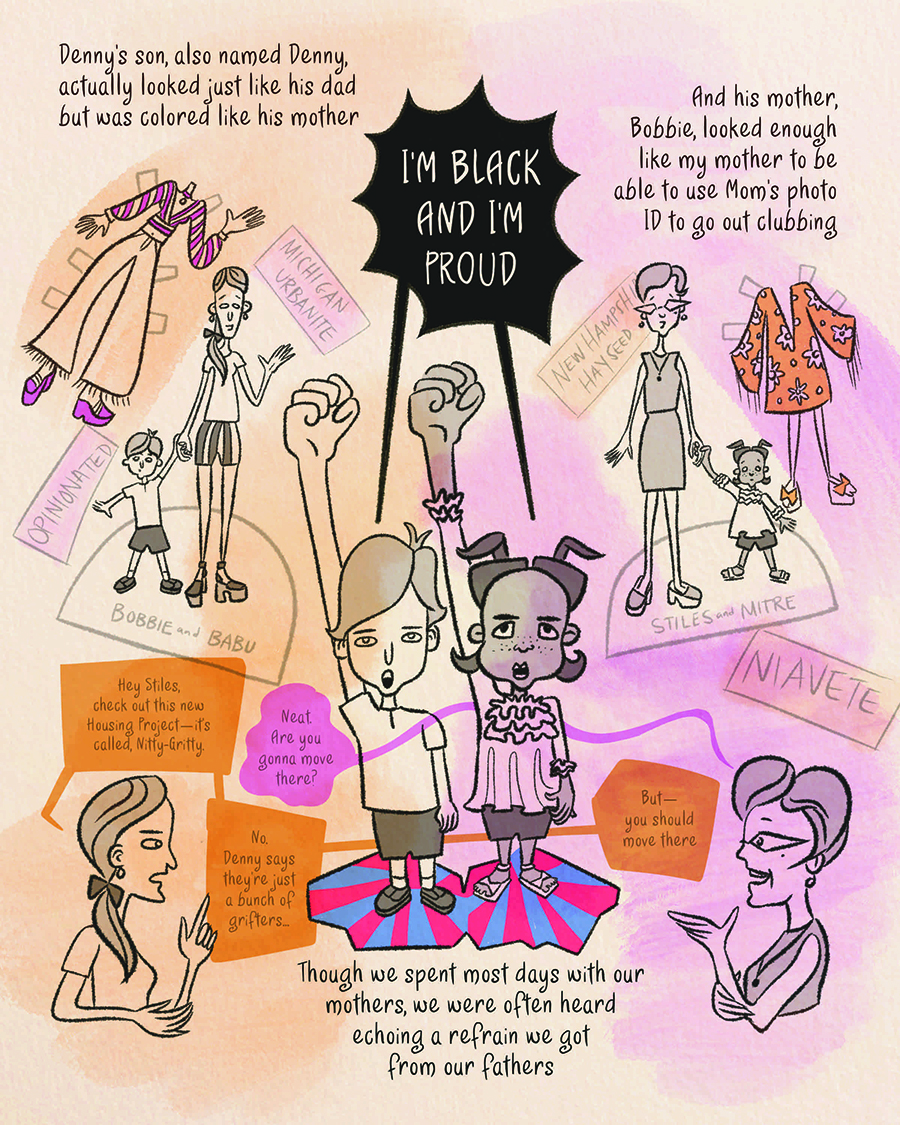 Denny's son, also named Denny,
actually looked just like his dad
but was colored like his mother
And his mother,
Bobbie, looked enough
like my mother to be
able to use Mom's photo
ID to go out clubbing
I'M BLACK
AND I'M
PROUD
MICHIGAN
URBANITE
NEW HAMPSHI
HAYSEED
OPINIONATED
BOBBIE and BABU
STILES and MITRE
NIAVETE
Hey Stiles,
check out this new
Housing Project—it's
called, Nitty-Gritty.
Neat.
Are you
gonna move
there?
No.
Denny says
they're just
a bunch of
grifters...
But—
you should
move there
Though we spent most days with our
mothers, we were often heard
echoing a refrain we got
from our fathers